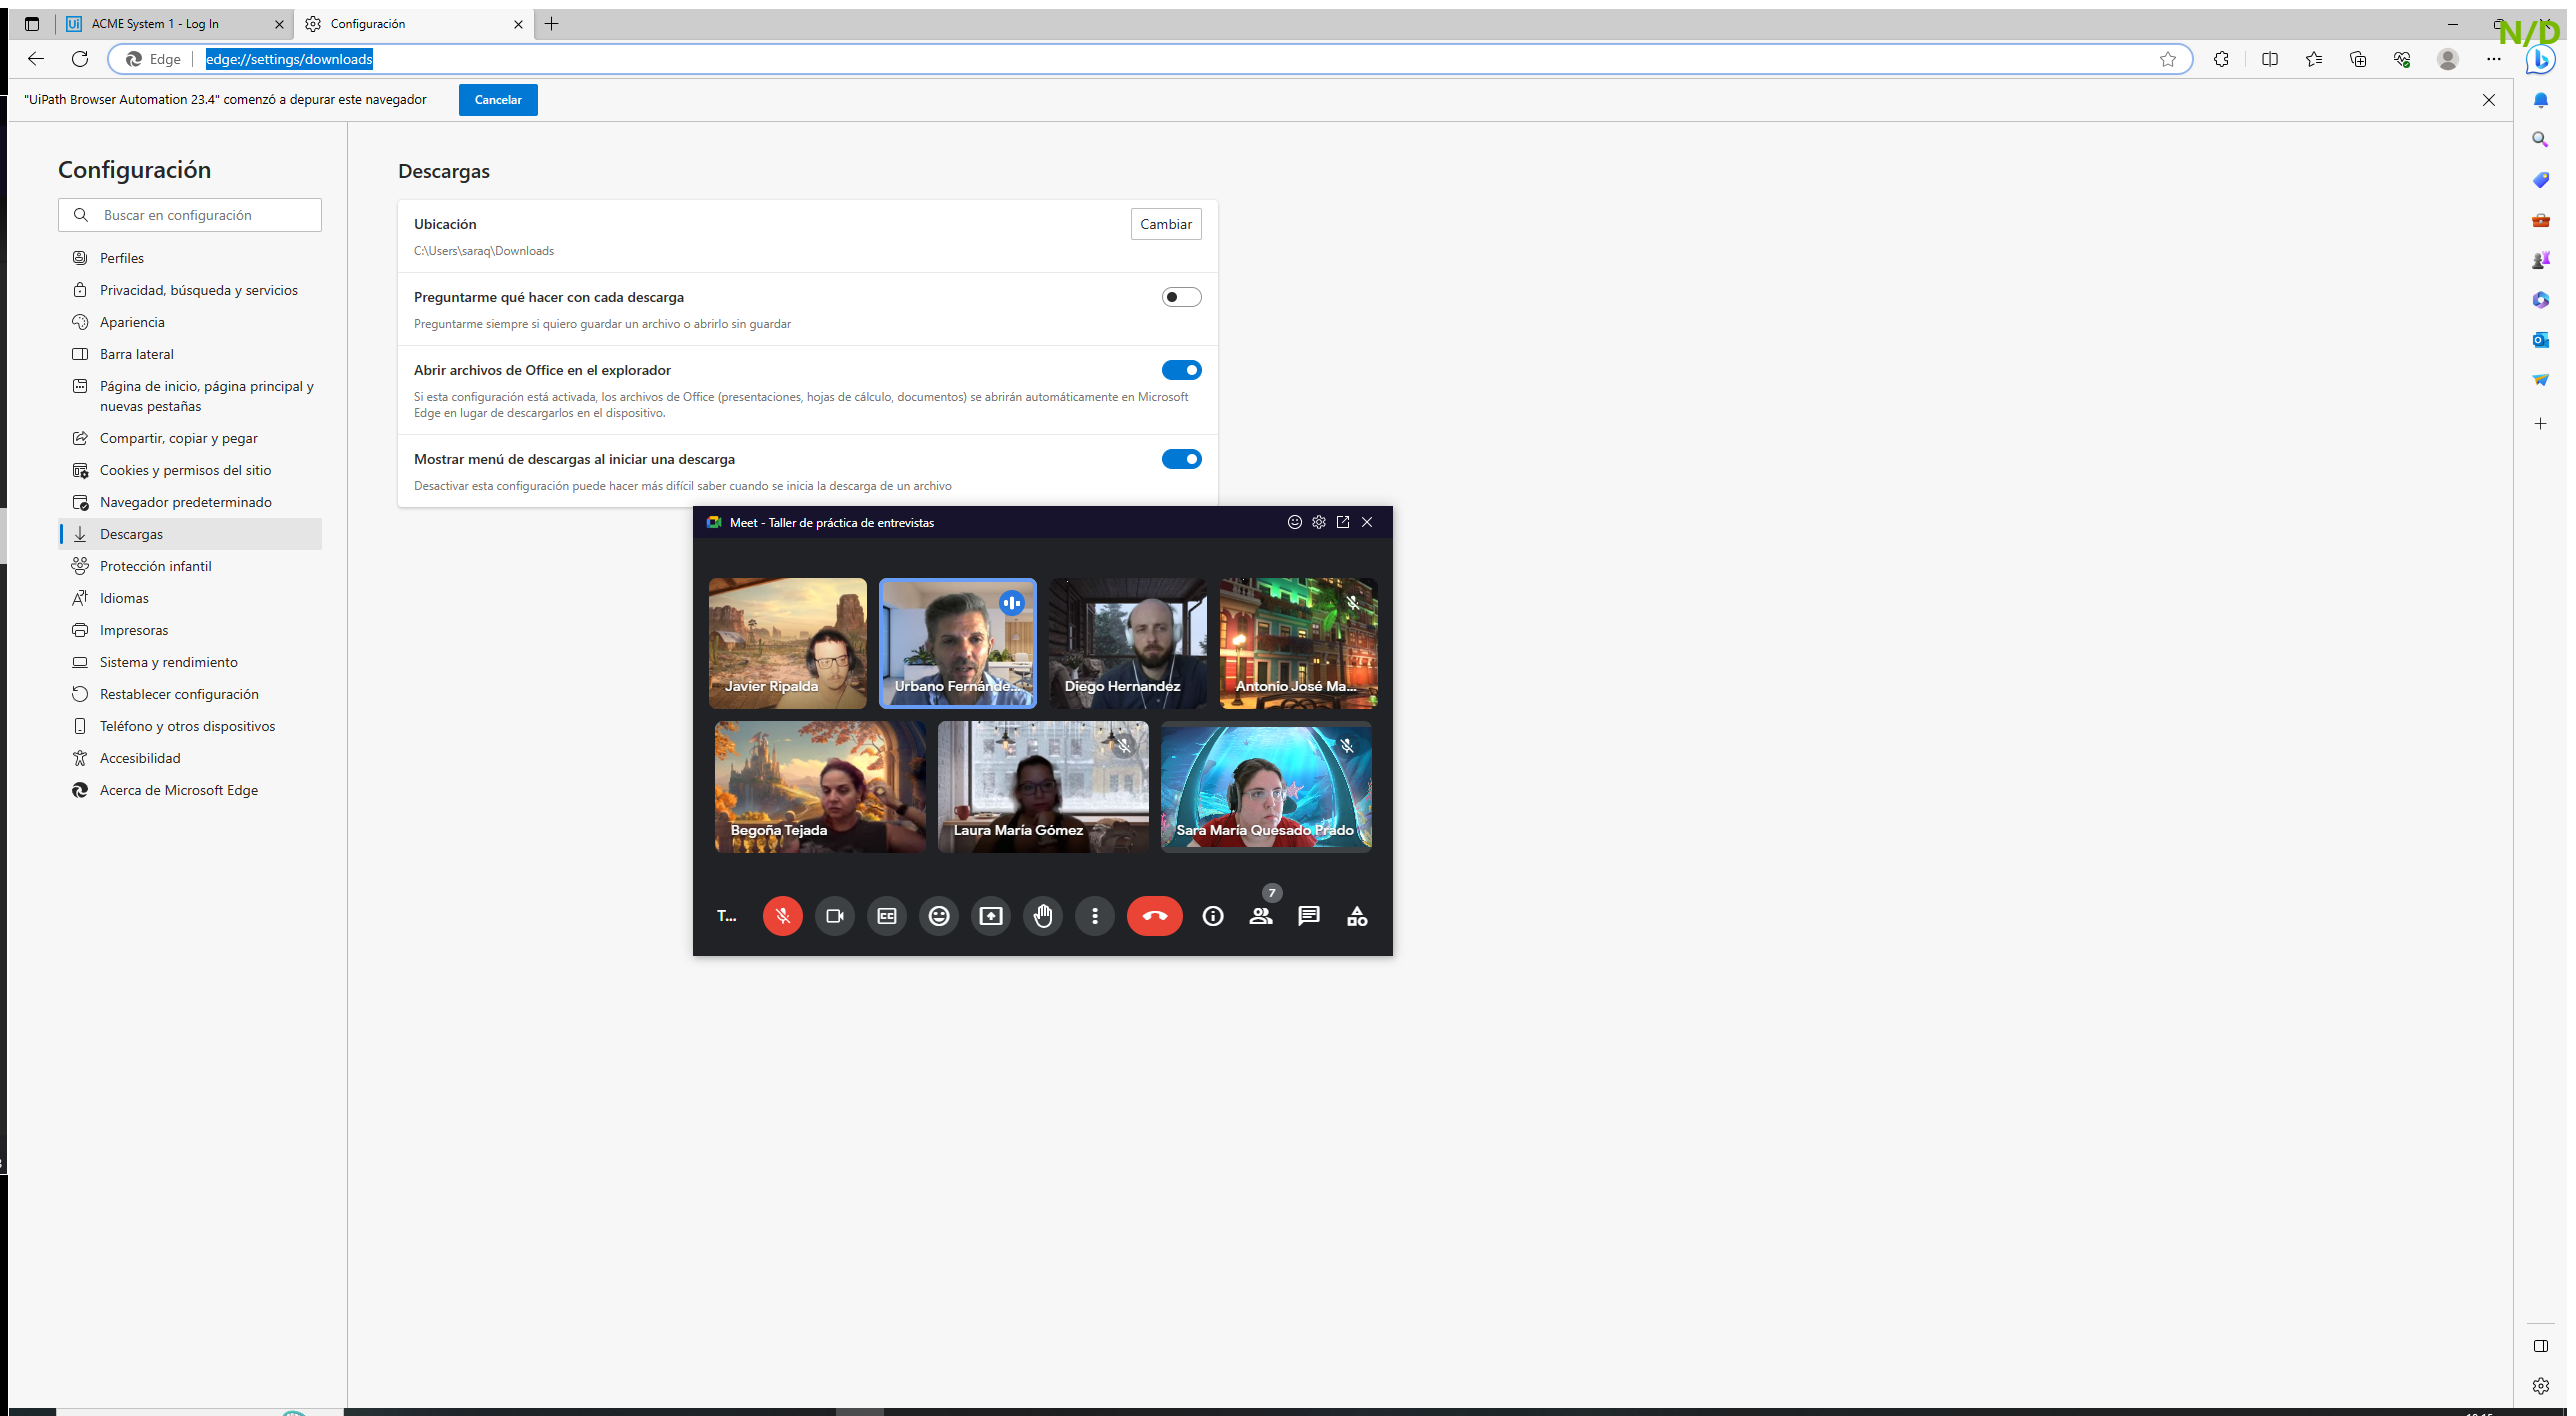 ACME System 1 - Log In
Configuración
N/D
Edge
edge://settings/downloads
"UiPath Browser Automation 23.4" comenzó a depurar este navegador
Cancelar
Configuración
Buscar en configuración
Perfiles
Privacidad, búsqueda y servicios
Apariencia
Barra lateral
Página de inicio, página principal y
nuevas pestañas
Compartir, copiar y pegar
Cookies y permisos del sitio
Navegador predeterminado
Descargas
Protección infantil
Idiomas
Impresoras
Sistema y rendimiento
Restablecer configuración
Teléfono y otros dispositivos
Accesibilidad
Acerca de Microsoft Edge
Descargas
Ubicación
Cambiar
C:\Users\saraq\Downloads
Preguntarme qué hacer con cada descarga
Preguntarme siempre si quiero guardar un archivo o abrirlo sin guardar
Abrir archivos de Office en el explorador
Si esta configuración está activada, los archivos de Office (presentaciones, hojas de cálculo, documentos) se abrirán automáticamente en Microsoft
Edge en lugar de descargarlos en el dispositivo.
Mostrar menú de descargas al iniciar una descarga
Desactivar esta configuración puede hacer más difícil saber cuando se inicia la descarga de un archivo
Meet - Taller de práctica de entrevistas
Javier Ripalda
Urbano Fernánde...
Diego Hernandez
Antonio José Ma...
Begoña Tejada
Laura María Gómez
Sara María Quesado Prado
7
T...
CC